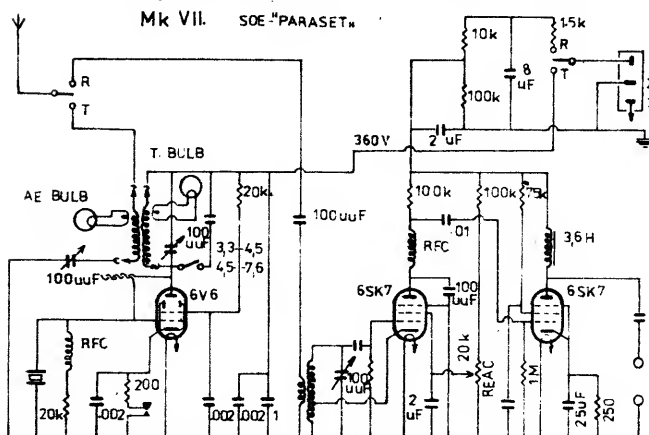 Mk VII. SOE-"PARASET"
R
T
AE BULB
T. BULB
100uuF
100
uuF
3,3-4,5
4,5-7,6
20k
6V6
RFC
20k
.002
200
.002
.002
1
100uuF
10k
100k
8
uF
2 uF
1.5k
R
T
360V
100k
RFC
.01
100k
75k
3,6H
6SK7
100
uuF
6SK7
100
uuF
2
uF
20k
REAC
1M
25uF
250